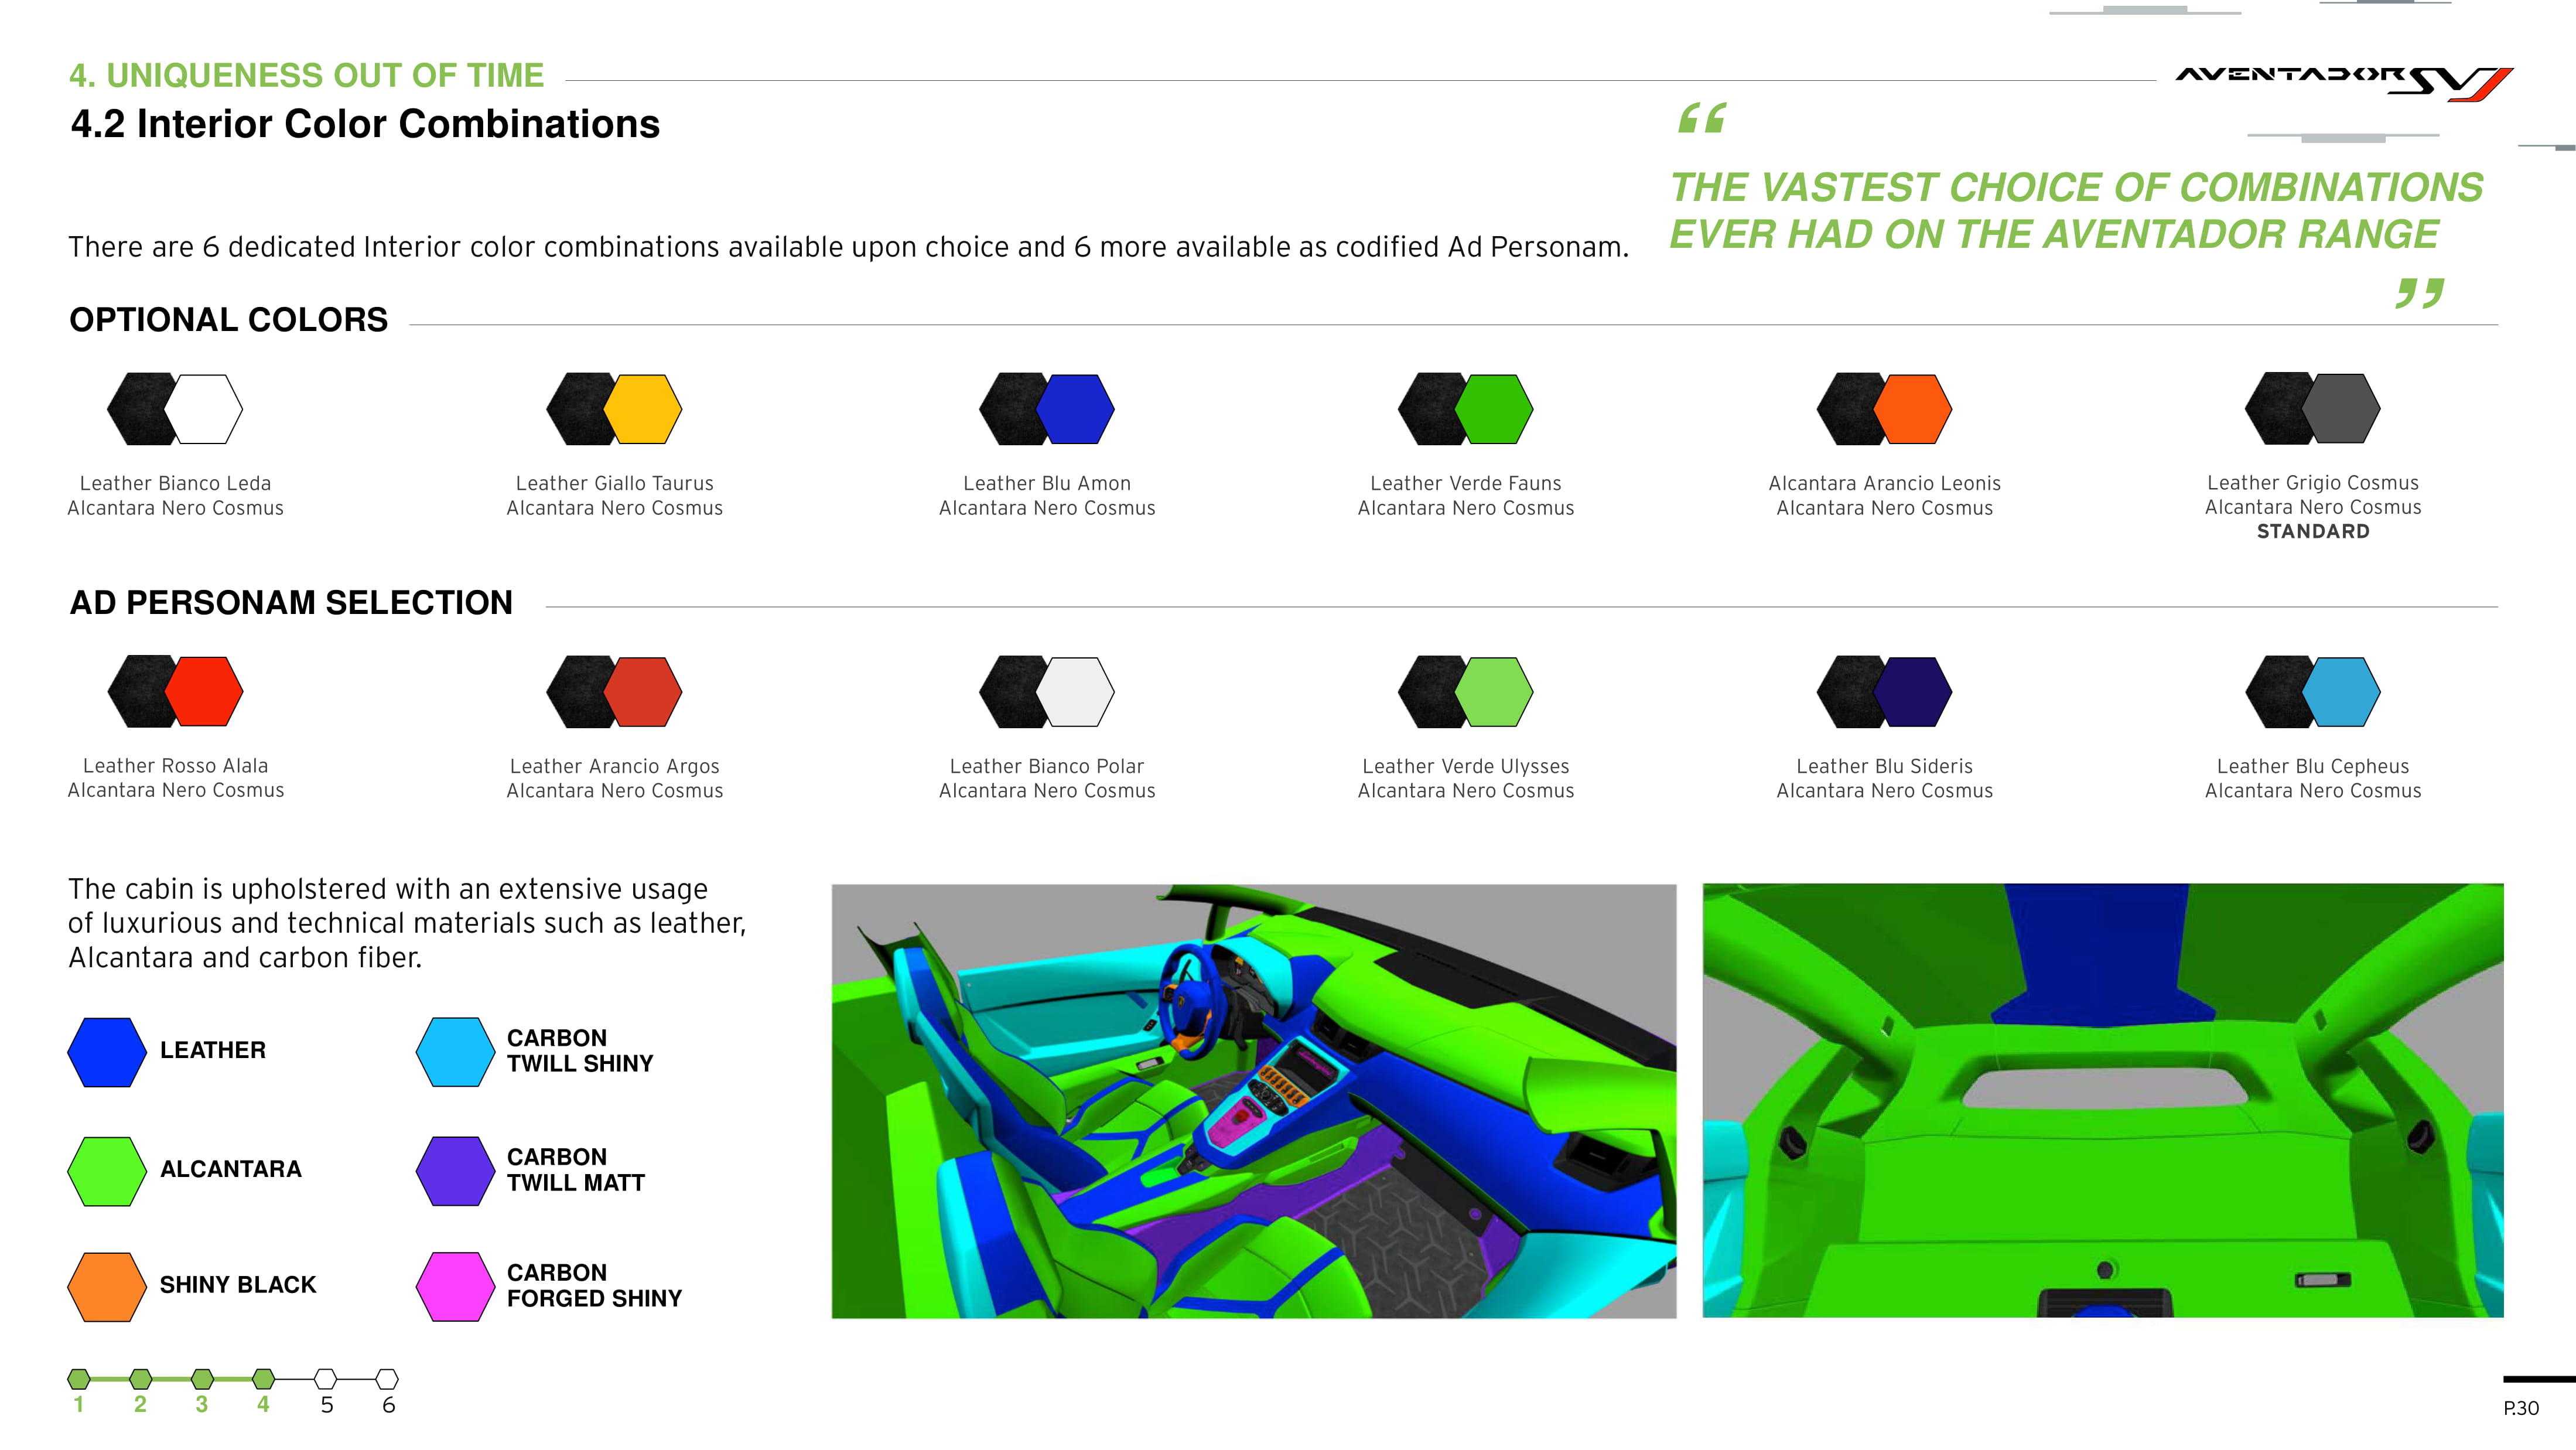 4. UNIQUENESS OUT OF TIME
AVENTADOR SVJ
4.2 Interior Color Combinations
“
THE VASTEST CHOICE OF COMBINATIONS
EVER HAD ON THE AVENTADOR RANGE
”
There are 6 dedicated Interior color combinations available upon choice and 6 more available as codified Ad Personam.
OPTIONAL COLORS
Leather Bianco Leda
Alcantara Nero Cosmus
Leather Giallo Taurus
Alcantara Nero Cosmus
Leather Blu Amon
Alcantara Nero Cosmus
Leather Verde Fauns
Alcantara Nero Cosmus
Alcantara Arancio Leonis
Alcantara Nero Cosmus
Leather Grigio Cosmus
Alcantara Nero Cosmus
STANDARD
AD PERSONAM SELECTION
Leather Rosso Alala
Alcantara Nero Cosmus
Leather Arancio Argos
Alcantara Nero Cosmus
Leather Bianco Polar
Alcantara Nero Cosmus
Leather Verde Ulysses
Alcantara Nero Cosmus
Leather Blu Sideris
Alcantara Nero Cosmus
Leather Blu Cepheus
Alcantara Nero Cosmus
The cabin is upholstered with an extensive usage
of luxurious and technical materials such as leather,
Alcantara and carbon fiber.
LEATHER
CARBON
TWILL SHINY
ALCANTARA
CARBON
TWILL MATT
SHINY BLACK
CARBON
FORGED SHINY
1 2 3 4 5 6
P.30